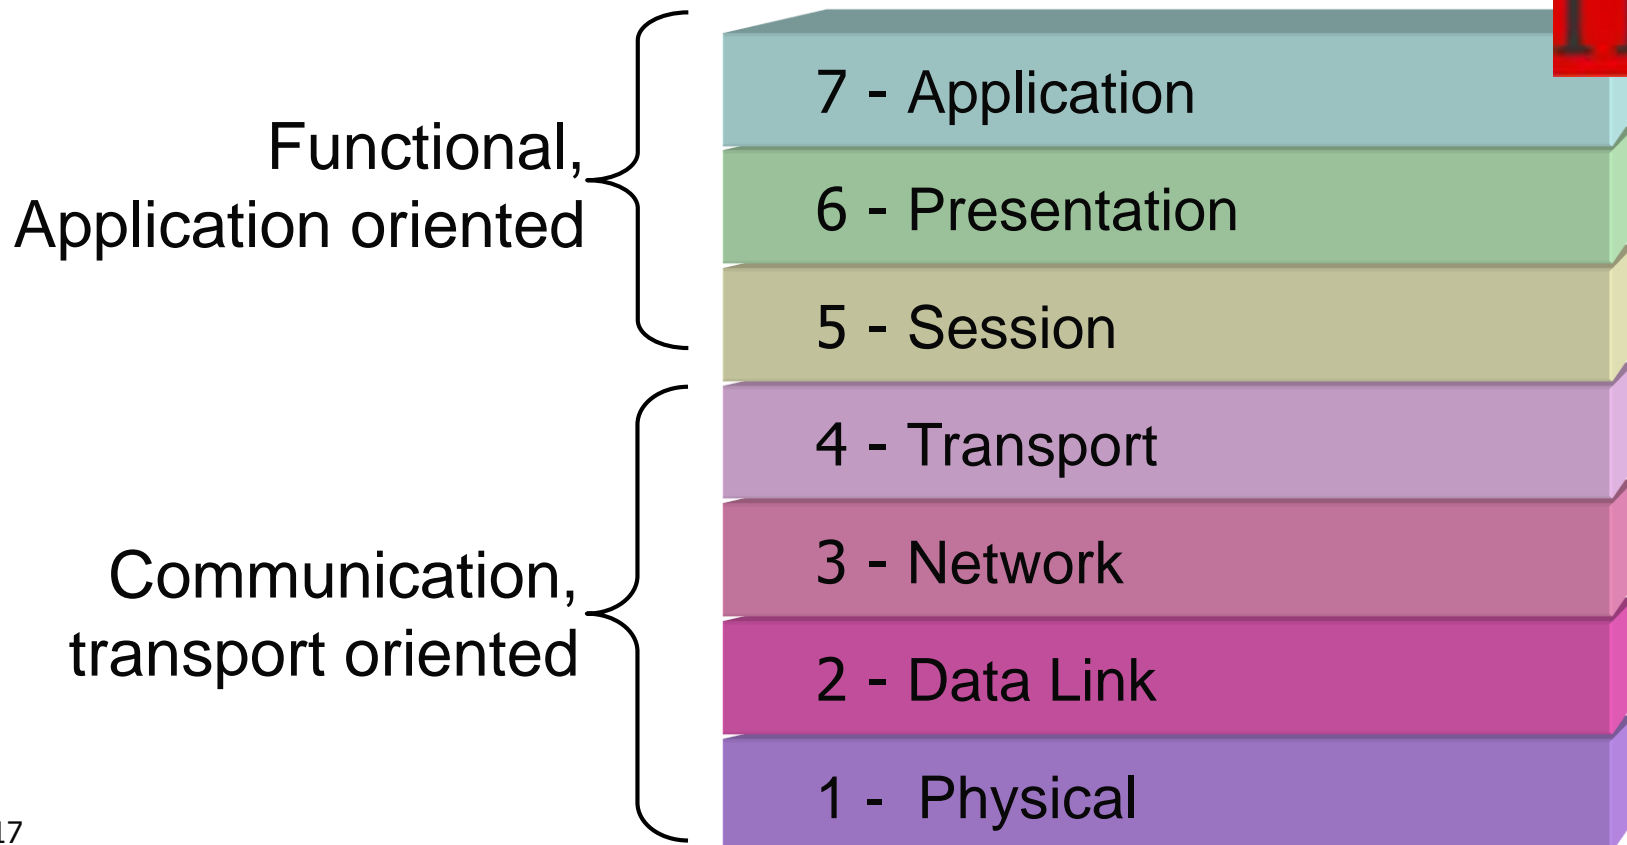 Functional,
Application oriented
7 - Application
6 - Presentation
5 - Session
Communication,
transport oriented
4 - Transport
3 - Network
2 - Data Link
1 - Physical
17